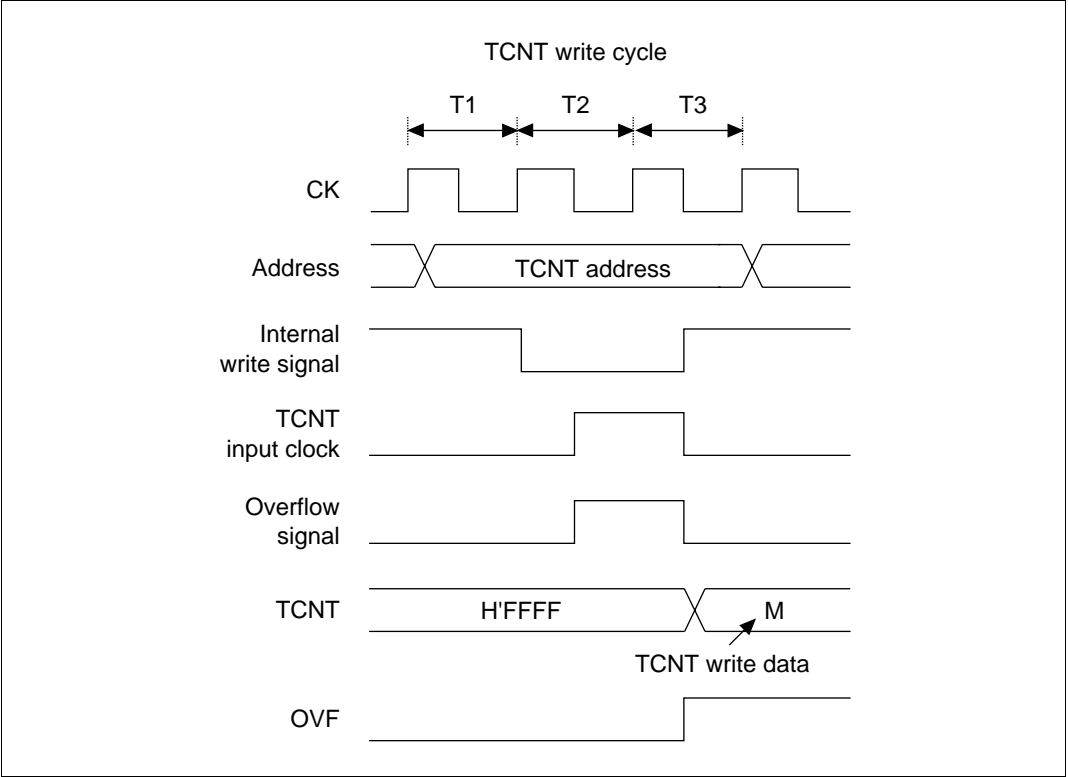 TCNT write cycle
T1 T2 T3
CK
Address TCNT address
Internal
write signal
TCNT
input clock
Overflow
signal
TCNT H'FFFF M
TCNT write data
OVF